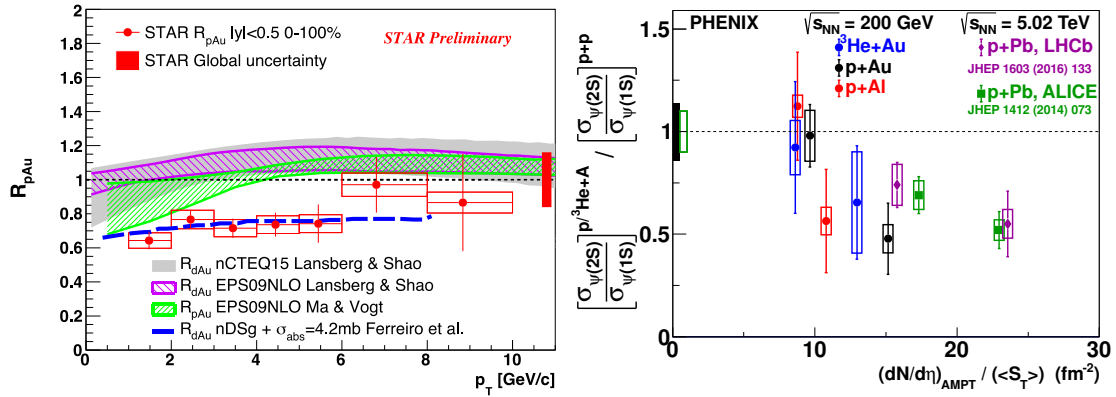 2
1.8
1.6
1.4
1.2
1
0.8
0.6
0.4
0.2
0
R_pAu
STAR R_pAu |y|<0.5 0-100%
STAR Preliminary
STAR Global uncertainty
R_dAu nCTEQ15 Lansberg & Shao
R_dAu EPS09NLO Lansberg & Shao
R_pAu EPS09NLO Ma & Vogt
R_dAu nDSg + σ_abs=4.2mb Ferreiro et al.
0 2 4 6 8 10
p_T [GeV/c]
[σ_ψ(2S) / σ_ψ(1S)]^p/³He+A / [σ_ψ(2S) / σ_ψ(1S)]^p+p
1.5
1
0.5
0
PHENIX
√s_NN = 200 GeV
√s_NN = 5.02 TeV
³He+Au
p+Au
p+Al
p+Pb, LHCb
JHEP 1603 (2016) 133
p+Pb, ALICE
JHEP 1412 (2014) 073
0 10 20 30
(dN/dη)_AMPT / (<S_T>) (fm⁻²)